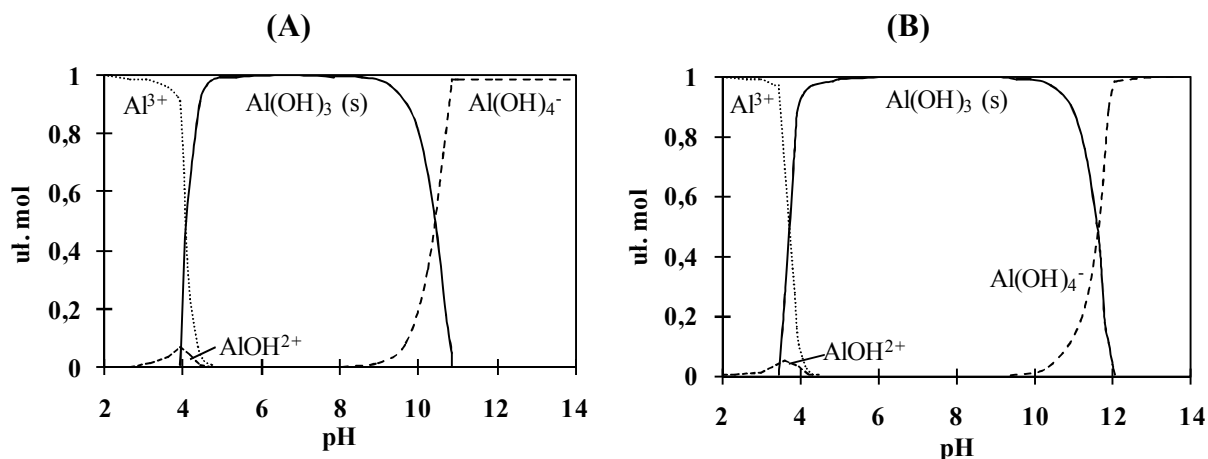 (A)
1
0,8
0,6
0,4
0,2
0
uł. mol
Al³⁺
Al(OH)₃ (s)
Al(OH)₄⁻
AlOH²⁺
2 4 6 8 10 12 14
pH
(B)
1
0,8
0,6
0,4
0,2
0
uł. mol
Al³⁺
Al(OH)₃ (s)
Al(OH)₄⁻
AlOH²⁺
2 4 6 8 10 12 14
pH